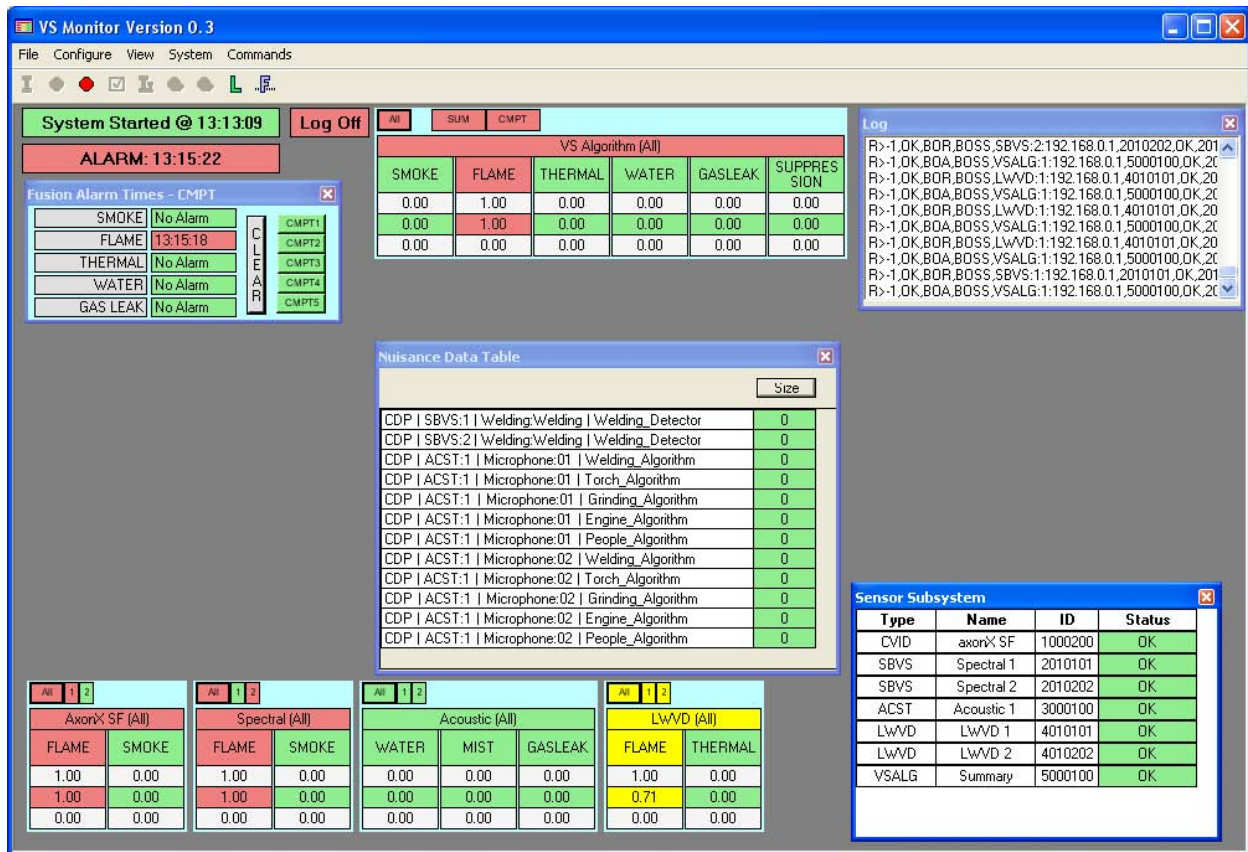 VS Monitor Version 0.3
File Configure View System Commands
L ..F..
System Started @ 13:13:09 Log Off
ALARM: 13:15:22
Fusion Alarm Times - CMPT
SMOKE No Alarm
FLAME 13:15:18
THERMAL No Alarm
WATER No Alarm
GAS LEAK No Alarm
CLEAR
CMPT1
CMPT2
CMPT3
CMPT4
CMPT5
All SUM CMPT
VS Algorithm (All)
SMOKE FLAME THERMAL WATER GASLEAK SUPPRESSION
0.00 1.00 0.00 0.00 0.00 0.00
0.00 1.00 0.00 0.00 0.00 0.00
0.00 0.00 0.00 0.00 0.00 0.00
Log
R>-1,OK,BOR,BOSS,SBVS:2:192.168.0.1,2010202,OK,201
R>-1,OK,BOA,BOSS,VSALG:1:192.168.0.1,5000100,OK,20
R>-1,OK,BOR,BOSS,LWVD:1:192.168.0.1,4010101,OK,20
R>-1,OK,BOA,BOSS,VSALG:1:192.168.0.1,5000100,OK,20
R>-1,OK,BOR,BOSS,LWVD:1:192.168.0.1,4010101,OK,20
R>-1,OK,BOA,BOSS,VSALG:1:192.168.0.1,5000100,OK,20
R>-1,OK,BOR,BOSS,LWVD:1:192.168.0.1,4010101,OK,20
R>-1,OK,BOA,BOSS,VSALG:1:192.168.0.1,5000100,OK,20
R>-1,OK,BOR,BOSS,SBVS:1:192.168.0.1,2010101,OK,201
R>-1,OK,BOA,BOSS,VSALG:1:192.168.0.1,5000100,OK,20
Nuisance Data Table
Size
CDP | SBVS:1 | Welding:Welding | Welding_Detector 0
CDP | SBVS:2 | Welding:Welding | Welding_Detector 0
CDP | ACST:1 | Microphone:01 | Welding_Algorithm 0
CDP | ACST:1 | Microphone:01 | Torch_Algorithm 0
CDP | ACST:1 | Microphone:01 | Grinding_Algorithm 0
CDP | ACST:1 | Microphone:01 | Engine_Algorithm 0
CDP | ACST:1 | Microphone:01 | People_Algorithm 0
CDP | ACST:1 | Microphone:02 | Welding_Algorithm 0
CDP | ACST:1 | Microphone:02 | Torch_Algorithm 0
CDP | ACST:1 | Microphone:02 | Grinding_Algorithm 0
CDP | ACST:1 | Microphone:02 | Engine_Algorithm 0
CDP | ACST:1 | Microphone:02 | People_Algorithm 0
Sensor Subsystem
Type Name ID Status
CVID axonX SF 1000200 OK
SBVS Spectral 1 2010101 OK
SBVS Spectral 2 2010202 OK
ACST Acoustic 1 3000100 OK
LWVD LWVD 1 4010101 OK
LWVD LWVD 2 4010202 OK
VSALG Summary 5000100 OK
All 1 2
AxonX SF (All)
FLAME SMOKE
1.00 0.00
1.00 0.00
0.00 0.00
All 1 2
Spectral (All)
FLAME SMOKE
1.00 0.00
1.00 0.00
0.00 0.00
All 1 2
Acoustic (All)
WATER MIST GASLEAK
0.00 0.00 0.00
0.00 0.00 0.00
0.00 0.00 0.00
All 1 2
LWVD (All)
FLAME THERMAL
1.00 0.00
0.71 0.00
0.00 0.00